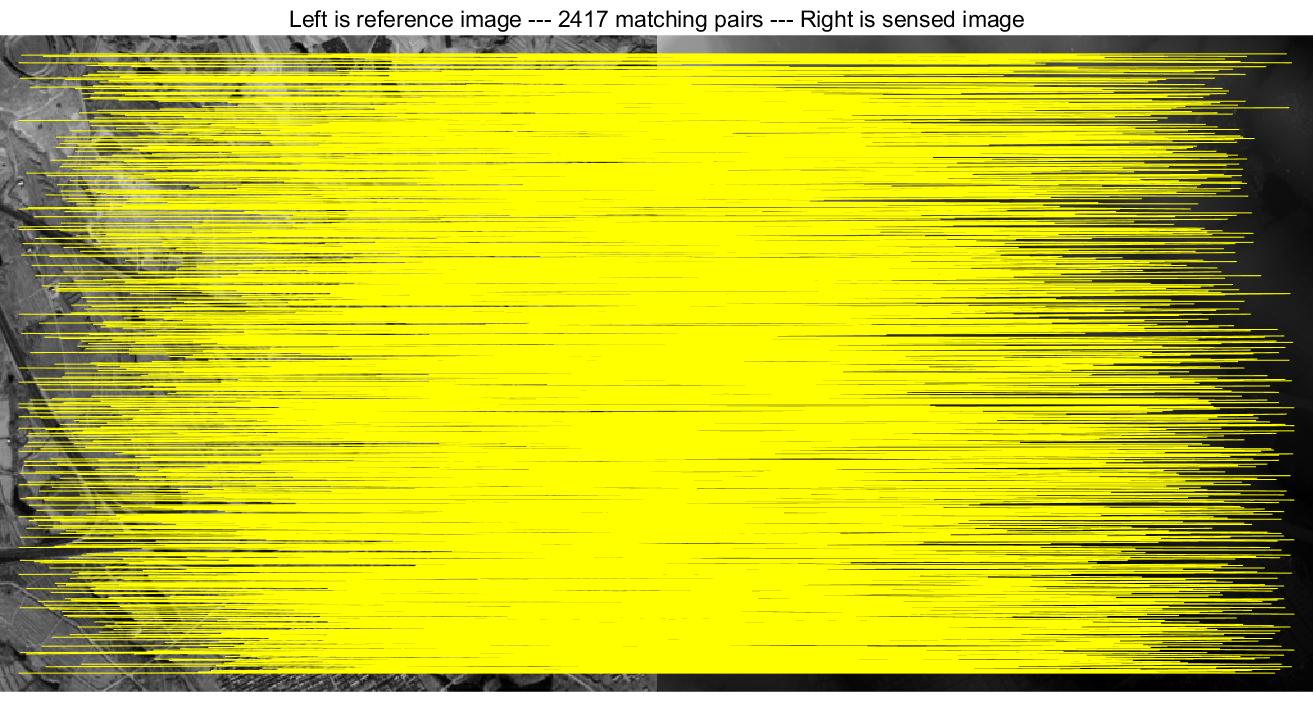 Left is reference image --- 2417 matching pairs --- Right is sensed image